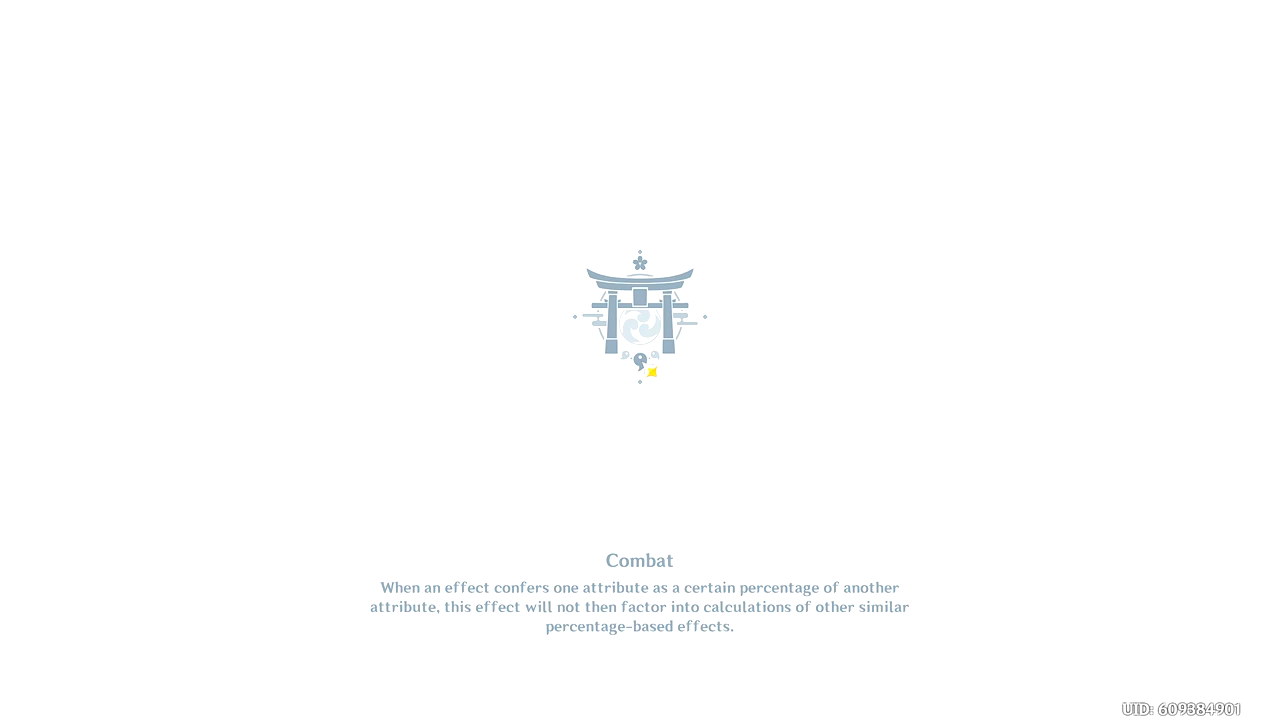 Combat
When an effect confers one attribute as a certain percentage of another
attribute, this effect will not then factor into calculations of other similar
percentage-based effects.
UID: 609384901